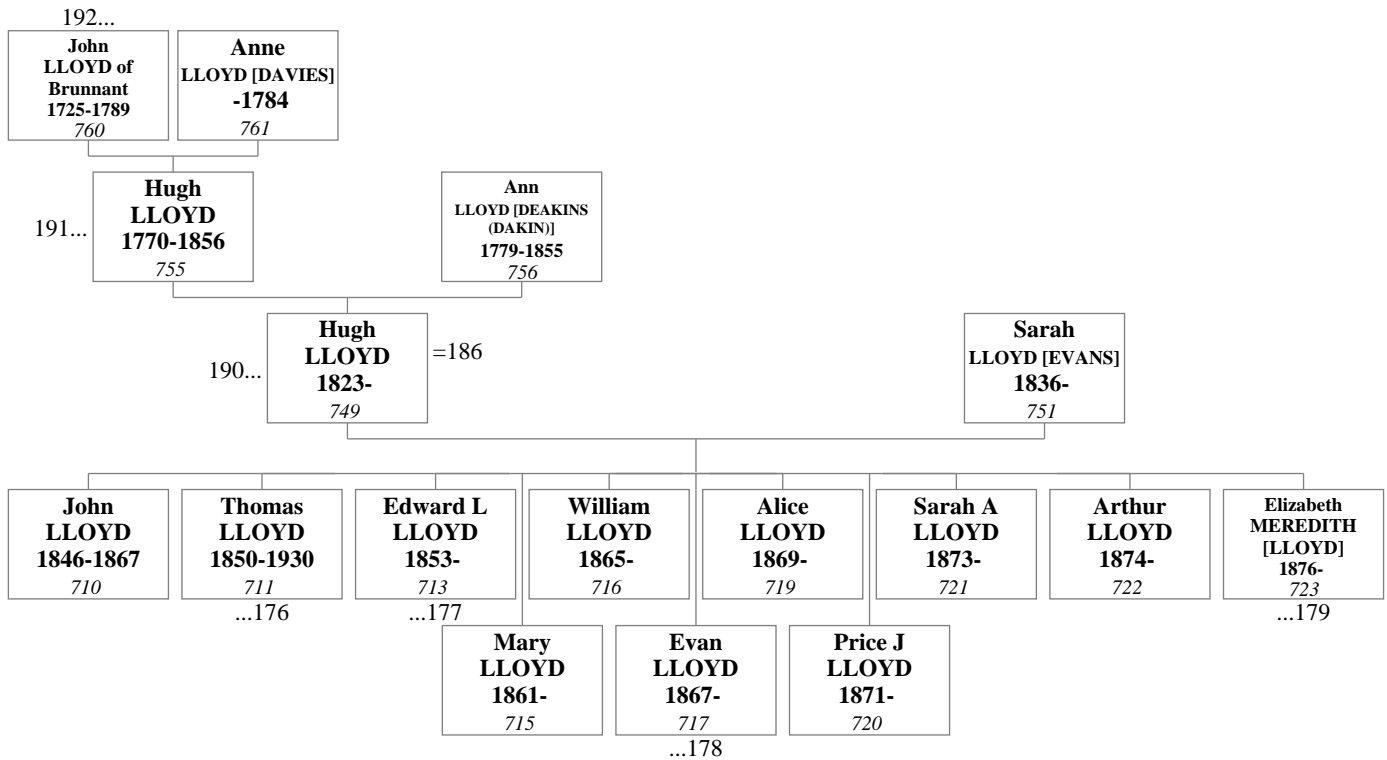 192...
John
LLOYD of
Brunnant
1725-1789
760
Anne
LLOYD [DAVIES]
-1784
761
191...
Hugh
LLOYD
1770-1856
755
Ann
LLOYD [DEAKINS
(DAKIN)]
1779-1855
756
190...
Hugh
LLOYD
1823-
749
=186
Sarah
LLOYD [EVANS]
1836-
751
John
LLOYD
1846-1867
710
Thomas
LLOYD
1850-1930
711
...176
Edward L
LLOYD
1853-
713
...177
William
LLOYD
1865-
716
Alice
LLOYD
1869-
719
Sarah A
LLOYD
1873-
721
Arthur
LLOYD
1874-
722
Elizabeth
MEREDITH
[LLOYD]
1876-
723
...179
Mary
LLOYD
1861-
715
Evan
LLOYD
1867-
717
...178
Price J
LLOYD
1871-
720